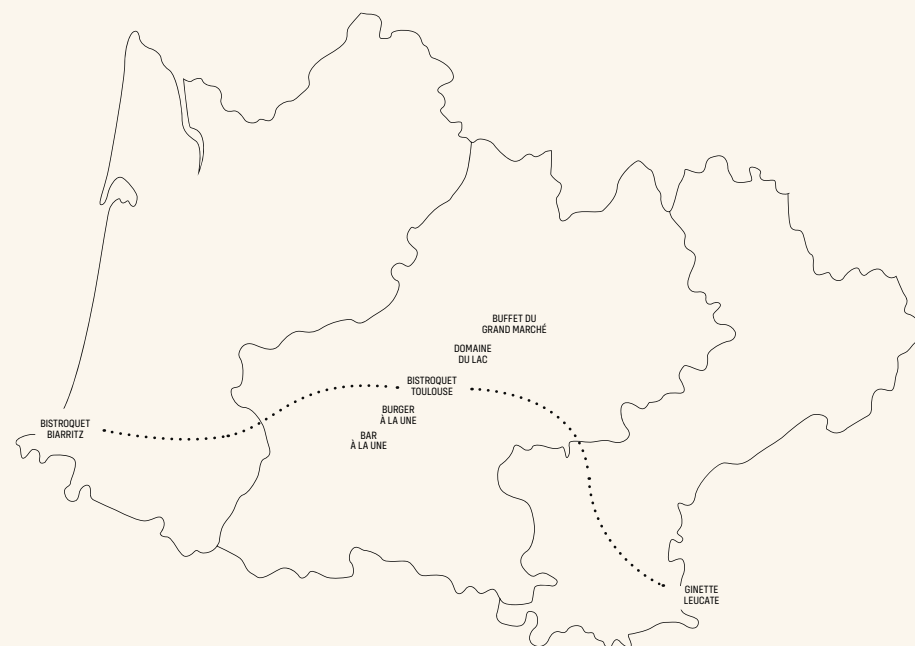 BUFFET DU
GRAND MARCHÉ
DOMAINE
DU LAC
BISTROQUET
TOULOUSE
BURGER
À LA UNE
BAR
À LA UNE
BISTROQUET
BIARRITZ
GINETTE
LEUCATE